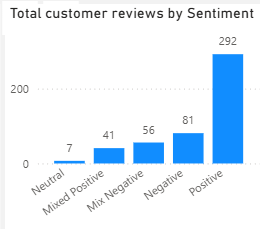 Total customer reviews by Sentiment
292
200
81
56
41
7
0
Neutral
Mixed Positive
Mix Negative
Negative
Positive